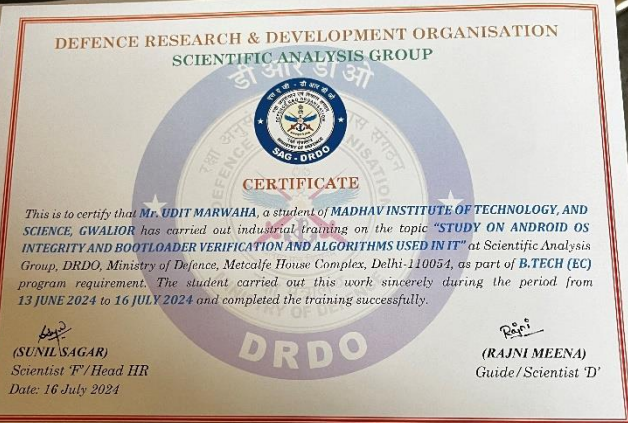 DEFENCE RESEARCH & DEVELOPMENT ORGANISATION
SCIENTIFIC ANALYSIS GROUP
डी आर डी ओ
SAG - DRDO
CERTIFICATE
This is to certify that Mr. UDIT MARWAHA, a student of MADHAV INSTITUTE OF TECHNOLOGY, AND
SCIENCE, GWALIOR has carried out industrial training on the topic “STUDY ON ANDROID OS
INTEGRITY AND BOOTLOADER VERIFICATION AND ALGORITHMS USED IN IT” at Scientific Analysis
Group, DRDO, Ministry of Defence, Metcalfe House Complex, Delhi-110054, as part of B.TECH (EC)
program requirement. The student carried out this work sincerely during the period from
13 JUNE 2024 to 16 JULY 2024 and completed the training successfully.
DRDO
Rajni
(SUNIL SAGAR)
Scientist 'F'/Head HR
Date: 16 July 2024
(RAJNI MEENA)
Guide/Scientist 'D'